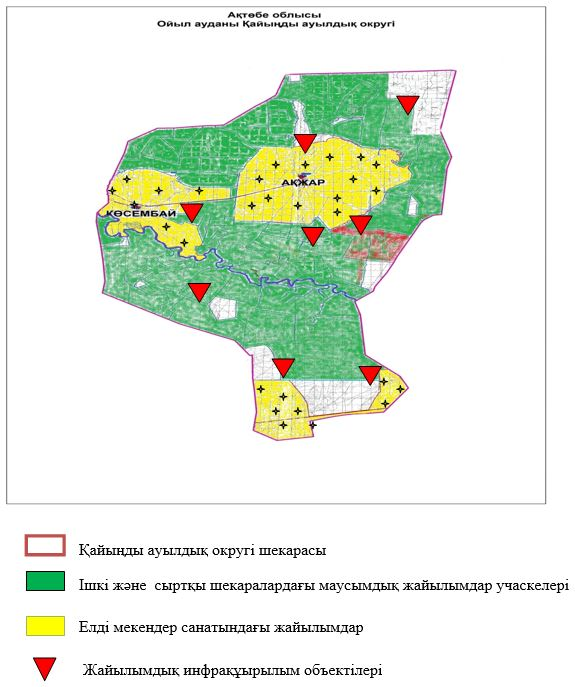 Ақтөбе облысы
Ойыл ауданы Қайыңды ауылдық округі
АҚЖАР
КӨСЕМБАЙ
Қайыңды ауылдық округі шекарасы
Ішкі және сыртқы шекаралардағы маусымдық жайылымдар учаскелері
Елді мекендер санатындағы жайылымдар
Жайылымдық инфрақұырылым объектілері